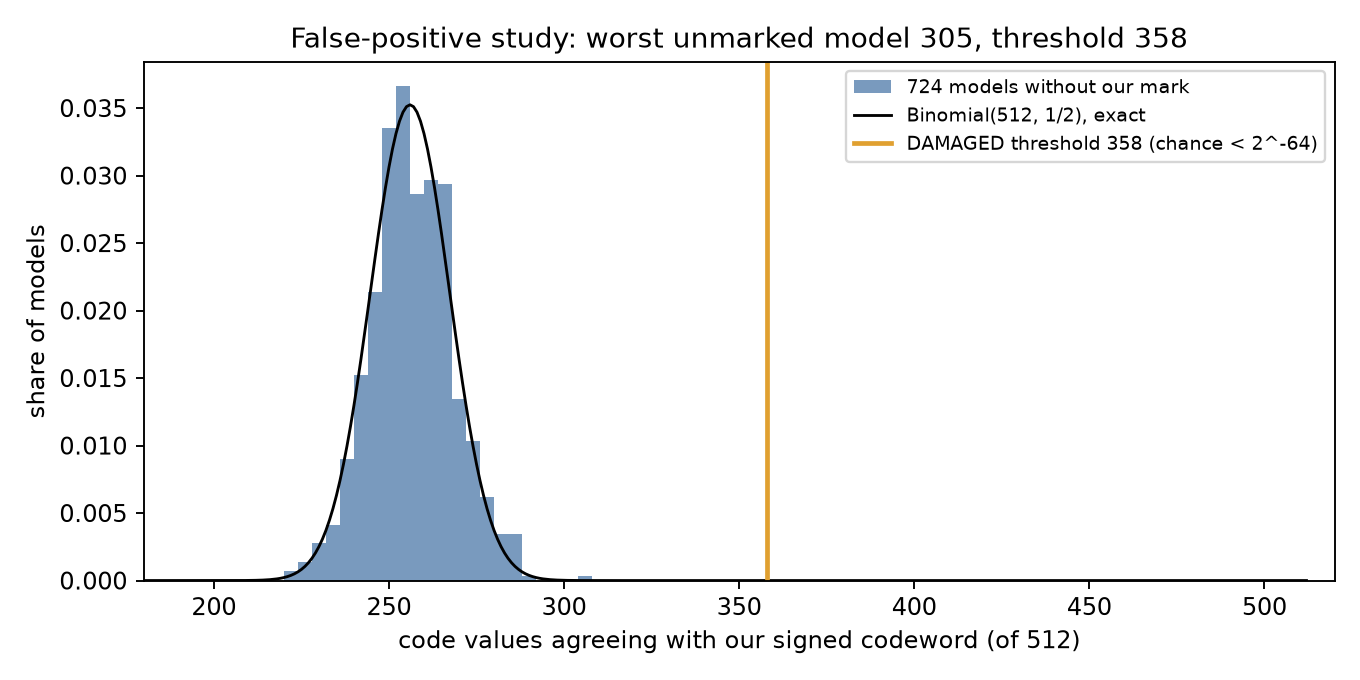 False-positive study: worst unmarked model 305, threshold 358
724 models without our mark
Binomial(512, 1/2), exact
DAMAGED threshold 358 (chance < 2^-64)
share of models
0.035
0.030
0.025
0.020
0.015
0.010
0.005
0.000
200 250 300 350 400 450 500
code values agreeing with our signed codeword (of 512)